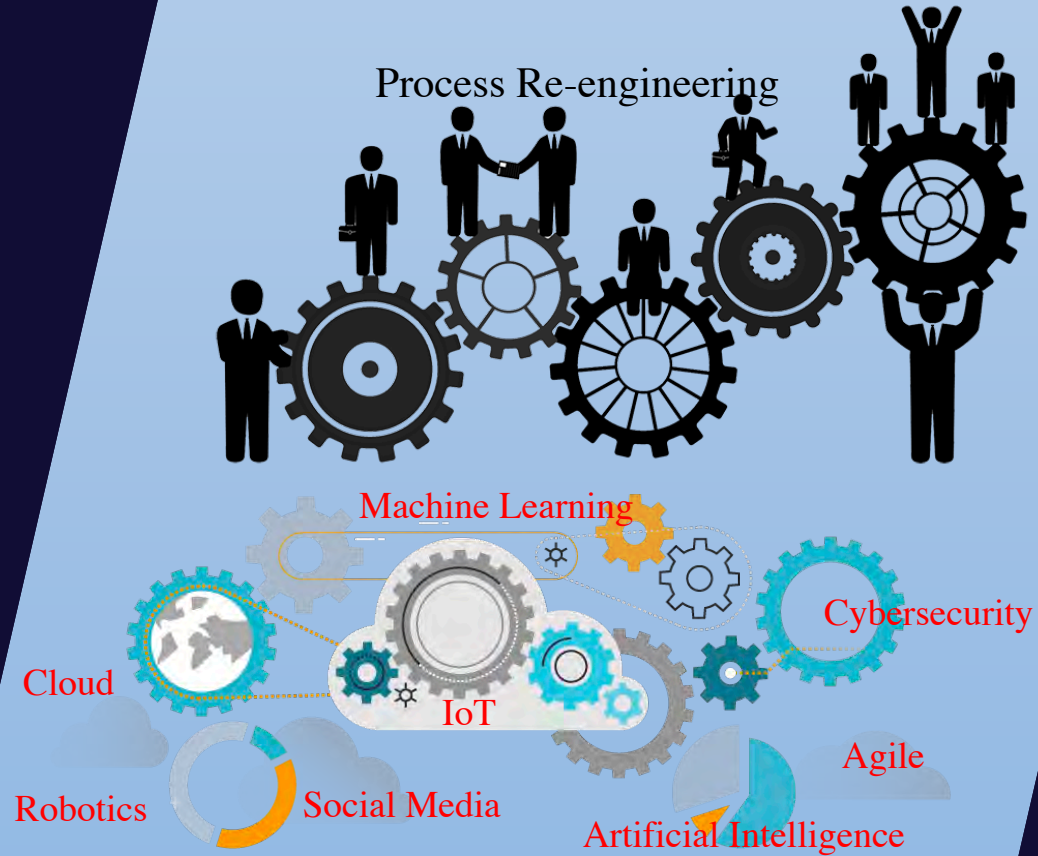 Process Re-engineering
Machine Learning
Cybersecurity
Cloud
IoT
Agile
Robotics
Social Media
Artificial Intelligence